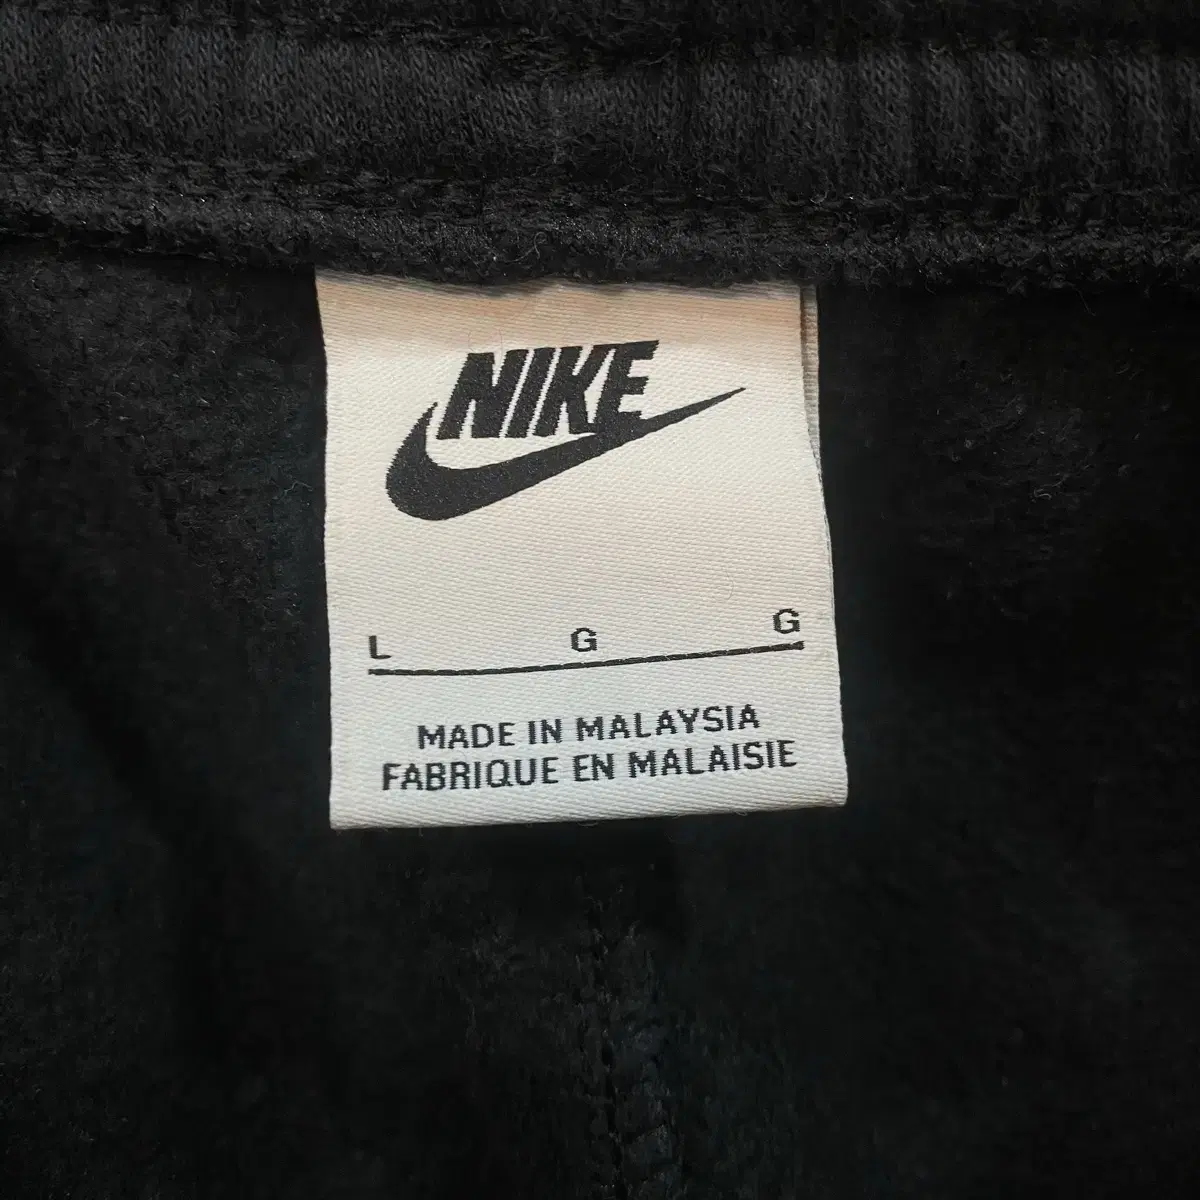 NIKE
L G G
MADE IN MALAYSIA
FABRIQUE EN MALAISIE